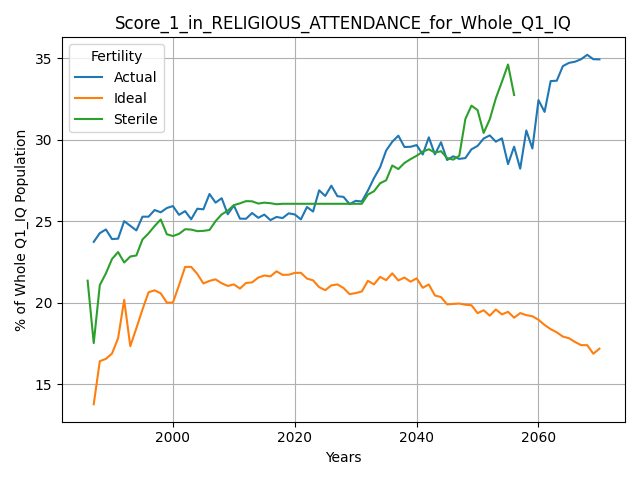 Score_1_in_RELIGIOUS_ATTENDANCE_for_Whole_Q1_IQ
Fertility
Actual
Ideal
Sterile
35
30
25
20
15
% of Whole Q1_IQ Population
2000
2020
2040
2060
Years